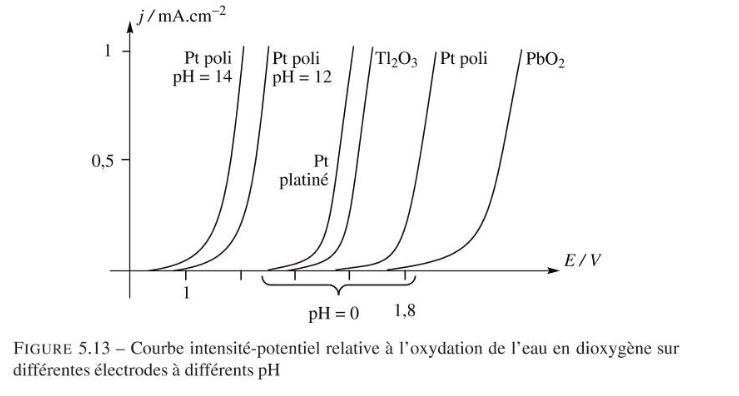 j / mA.cm⁻²
1
Pt poli
pH = 14
Pt poli
pH = 12
Tl₂O₃
Pt poli
PbO₂
0,5
Pt
platiné
E / V
1
pH = 0
1,8
FIGURE 5.13 – Courbe intensité-potentiel relative à l'oxydation de l'eau en dioxygène sur
différentes électrodes à différents pH